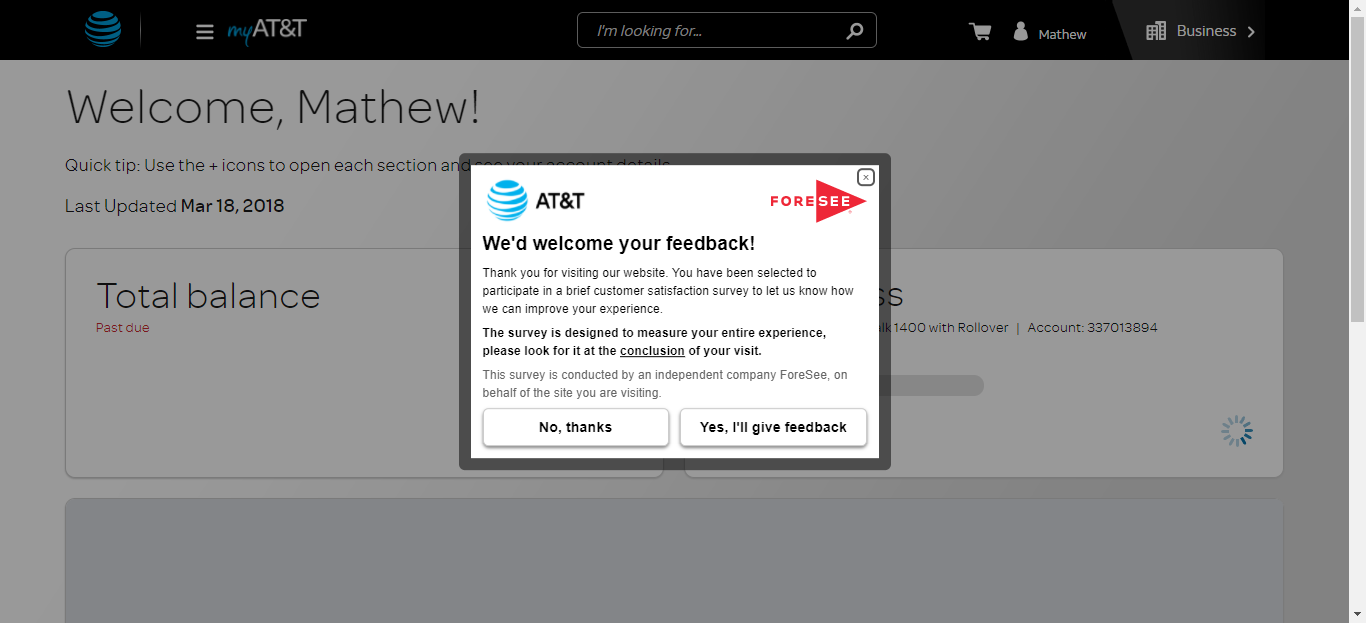 myAT&T
I'm looking for...
Mathew
Business
Welcome, Mathew!
Quick tip: Use the + icons to open each section and see your account details.
Last Updated Mar 18, 2018
Total balance
Past due
ss
lk 1400 with Rollover | Account: 337013894
AT&T
FORESEE
We'd welcome your feedback!
Thank you for visiting our website. You have been selected to
participate in a brief customer satisfaction survey to let us know how
we can improve your experience.
The survey is designed to measure your entire experience,
please look for it at the conclusion of your visit.
This survey is conducted by an independent company ForeSee, on
behalf of the site you are visiting.
No, thanks
Yes, I'll give feedback